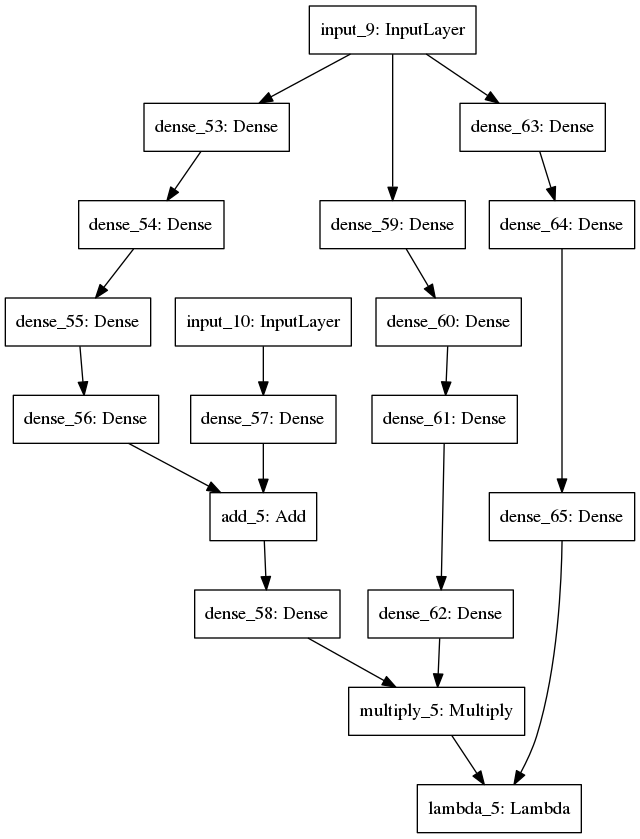 input_9: InputLayer
dense_53: Dense
dense_63: Dense
dense_54: Dense
dense_59: Dense
dense_64: Dense
dense_55: Dense
input_10: InputLayer
dense_60: Dense
dense_56: Dense
dense_57: Dense
dense_61: Dense
add_5: Add
dense_65: Dense
dense_58: Dense
dense_62: Dense
multiply_5: Multiply
lambda_5: Lambda